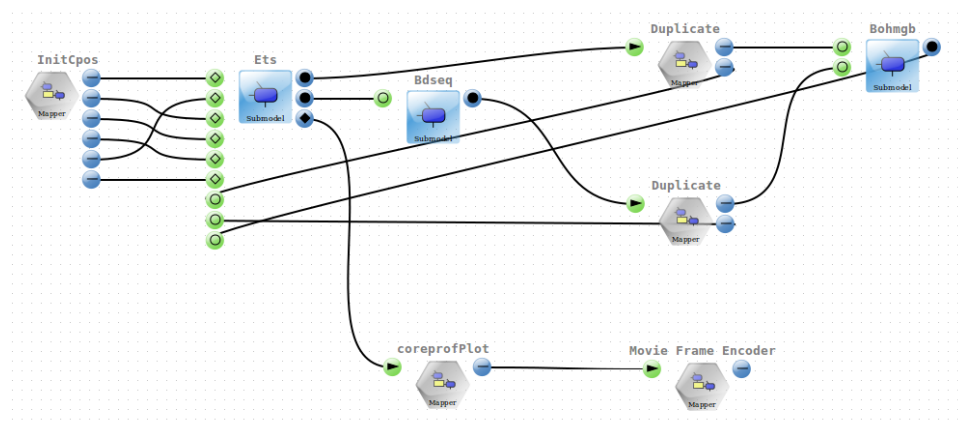 Duplicate
Bohmgb
InitCpos
Ets
Bdseq
Mapper
Submodel
Mapper
Submodel
Submodel
Duplicate
Mapper
coreprofPlot
Movie Frame Encoder
Mapper
Mapper